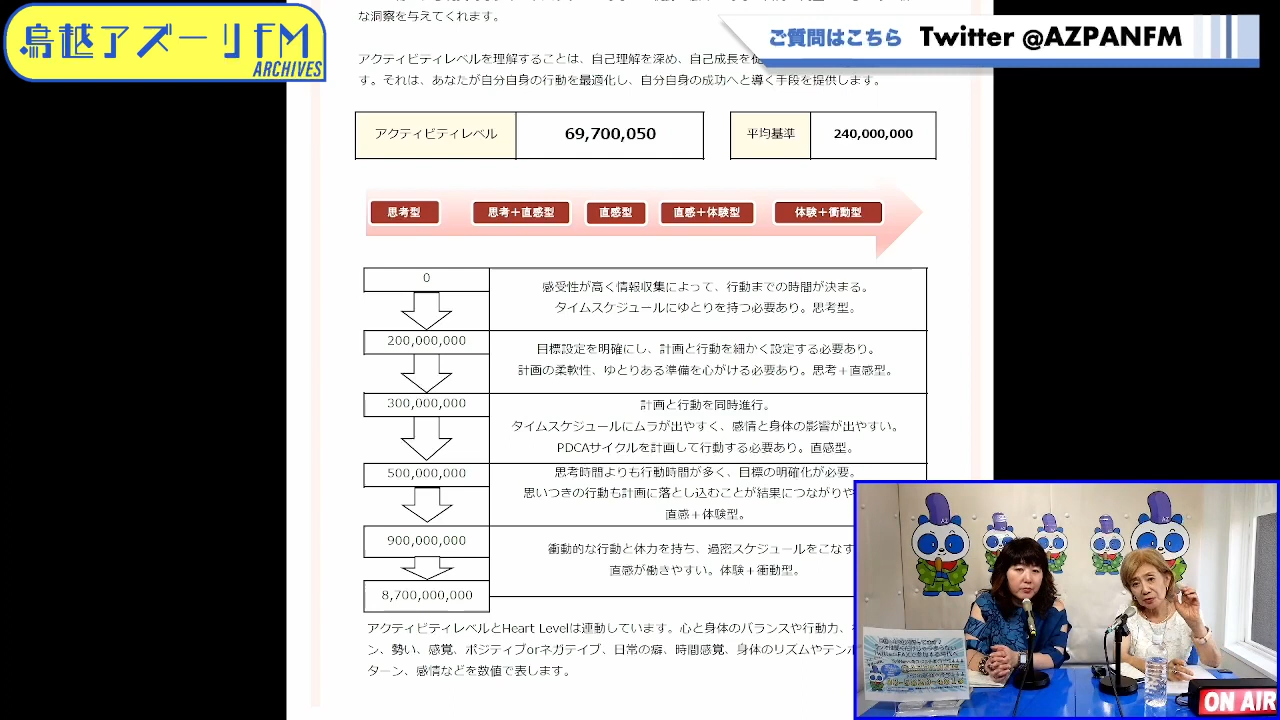 鳥越アズーリFM
ARCHIVES
ご質問はこちら Twitter @AZPANFM
な洞察を与えてくれます。
アクティビティレベルを理解することは、自己理解を深め、自己成長を
す。それは、あなたが自分自身の行動を最適化し、自分自身の成功へと導く手段を提供します。
アクティビティレベル 69,700,050 平均基準 240,000,000
思考型 思考＋直感型 直感型 直感＋体験型 体験＋衝動型
0
感受性が高く情報収集によって、行動までの時間が決まる。
タイムスケジュールにゆとりを持つ必要あり。思考型。
200,000,000
目標設定を明確にし、計画と行動を細かく設定する必要あり。
計画の柔軟性、ゆとりある準備を心がける必要あり。思考＋直感型。
300,000,000
計画と行動を同時進行。
タイムスケジュールにムラが出やすく、感情と身体の影響が出やすい。
PDCAサイクルを計画して行動する必要あり。直感型。
500,000,000
思考時間よりも行動時間が多く、目標の明確化が必要。
思いつきの行動も計画に落とし込むことが結果につながりや
直感＋体験型。
900,000,000
衝動的な行動と体力を持ち、過密スケジュールをこなす
直感が働きやすい。体験＋衝動型。
8,700,000,000
アクティビティレベルとHeart Levelは連動しています。心と身体のバランスや行動力、
ン、勢い、感覚、ポジティブorネガティブ、日常の癖、時間感覚、身体のリズムやテンポ
ターン、感情などを数値で表します。
ON AIR